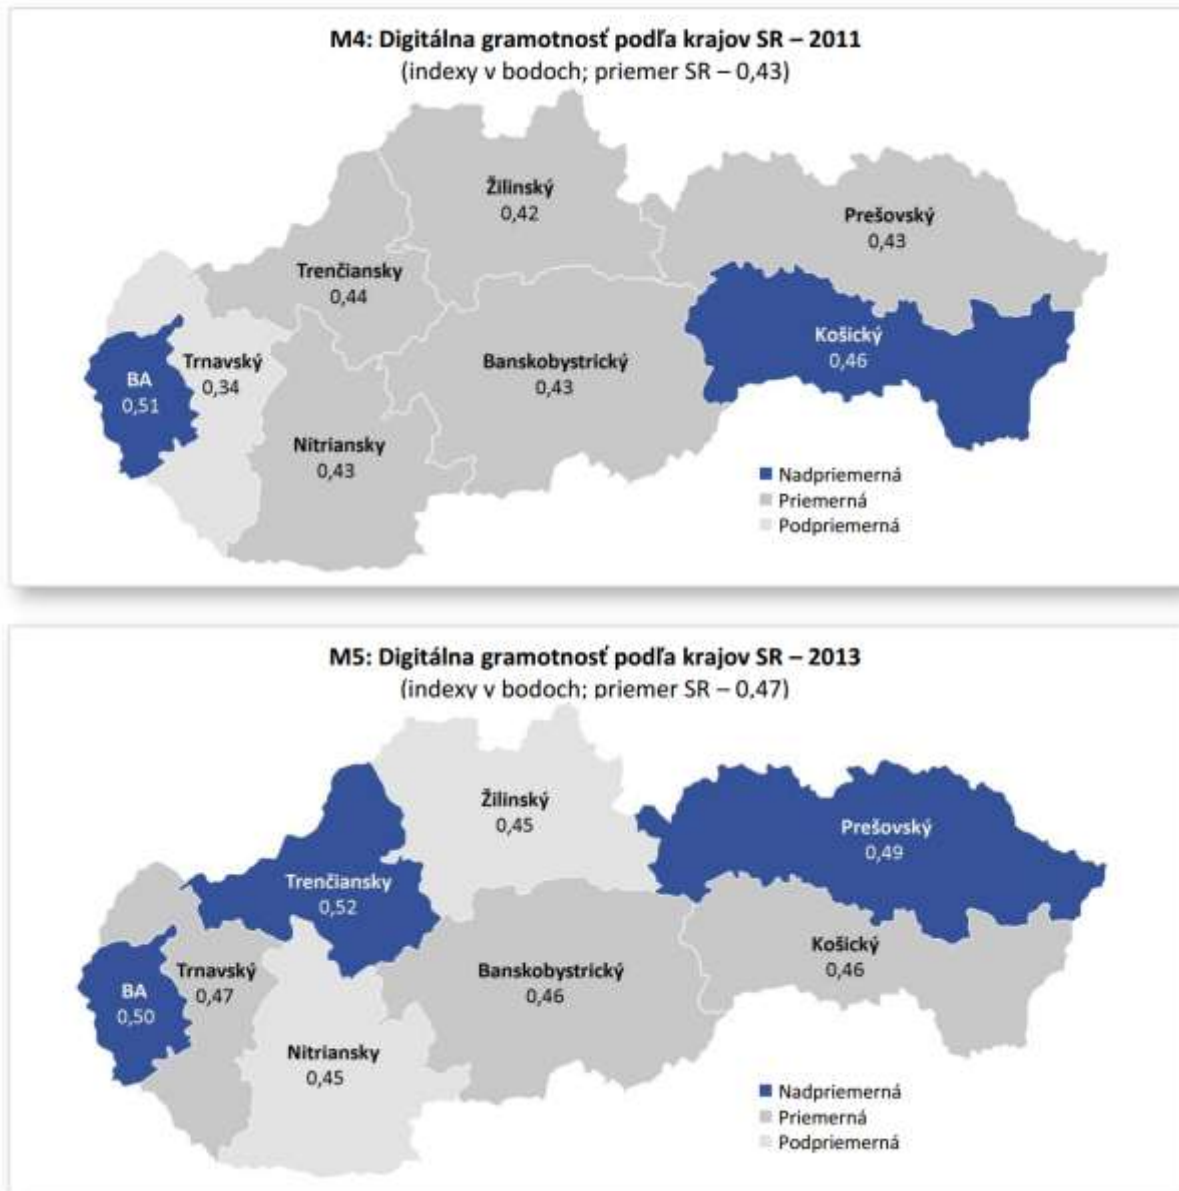 M4: Digitálna gramotnosť podľa krajov SR – 2011
(indexy v bodoch; priemer SR – 0,43)
Žilinský
0,42
Prešovský
0,43
Trenčiansky
0,44
Košický
0,46
Trnavský
0,34
Banskobystrický
0,43
BA
0,51
Nitriansky
0,43
Nadpriemerná
Priemerná
Podpriemerná
M5: Digitálna gramotnosť podľa krajov SR – 2013
(indexy v bodoch; priemer SR – 0,47)
Žilinský
0,45
Prešovský
0,49
Trenčiansky
0,52
Košický
0,46
Trnavský
0,47
Banskobystrický
0,46
BA
0,50
Nitriansky
0,45
Nadpriemerná
Priemerná
Podpriemerná